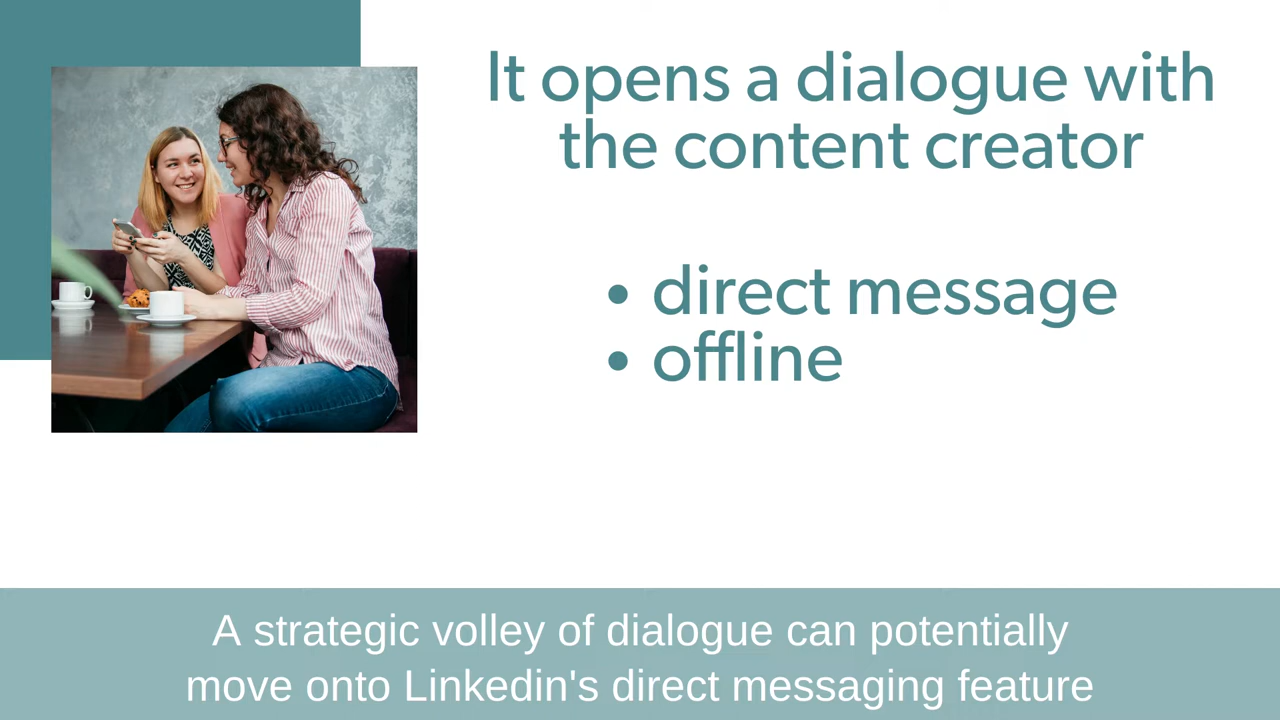 It opens a dialogue with
the content creator
• direct message
• offline
A strategic volley of dialogue can potentially
move onto Linkedin's direct messaging feature